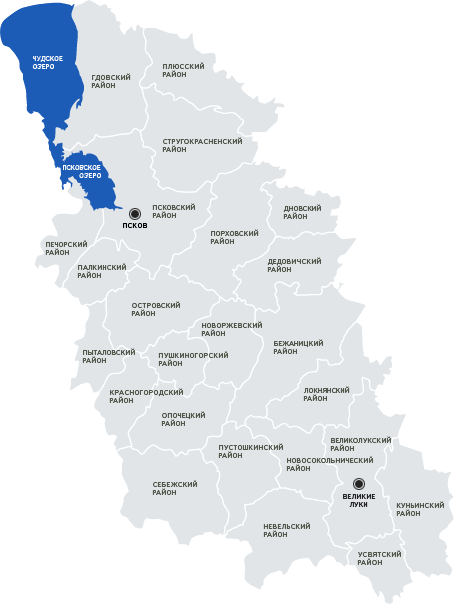 ЧУДСКОЕ
ОЗЕРО
ГДОВСКИЙ
РАЙОН
ПЛЮССКИЙ
РАЙОН
СТРУГОКРАСНЕНСКИЙ
РАЙОН
ПСКОВСКОЕ
ОЗЕРО
ПСКОВСКИЙ
РАЙОН
ПСКОВ
ДНОВСКИЙ
РАЙОН
ПОРХОВСКИЙ
РАЙОН
ПЕЧОРСКИЙ
РАЙОН
ПАЛКИНСКИЙ
РАЙОН
ДЕДОВИЧСКИЙ
РАЙОН
ОСТРОВСКИЙ
РАЙОН
НОВОРЖЕВСКИЙ
РАЙОН
БЕЖАНИЦКИЙ
РАЙОН
ПЫТАЛОВСКИЙ
РАЙОН
ПУШКИНОГОРСКИЙ
РАЙОН
КРАСНОГОРОДСКИЙ
РАЙОН
ЛОКНЯНСКИЙ
РАЙОН
ОПОЧЕЦКИЙ
РАЙОН
ПУСТОШКИНСКИЙ
РАЙОН
ВЕЛИКОЛУКСКИЙ
РАЙОН
НОВОСОКОЛЬНИЧЕСКИЙ
РАЙОН
СЕБЕЖСКИЙ
РАЙОН
ВЕЛИКИЕ
ЛУКИ
КУНЬИНСКИЙ
РАЙОН
НЕВЕЛЬСКИЙ
РАЙОН
УСВЯТСКИЙ
РАЙОН